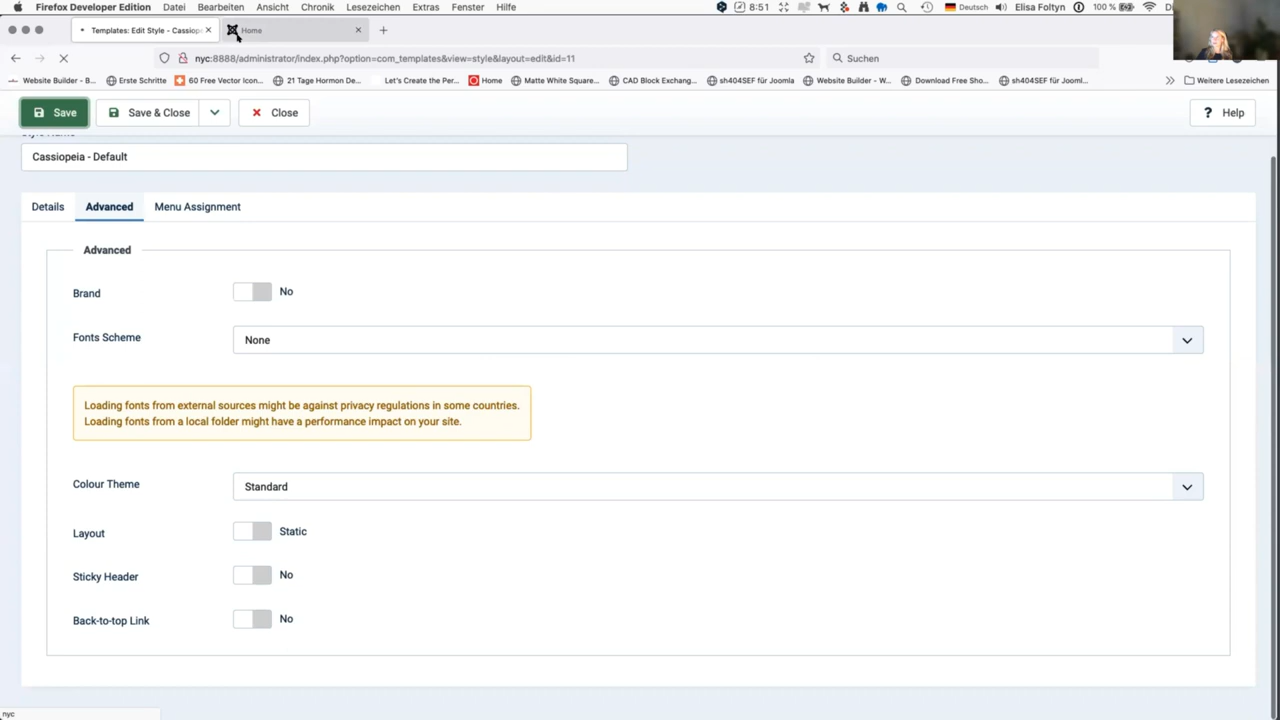 Firefox Developer Edition Datei Bearbeiten Ansicht Chronik Lesezeichen Extras Fenster Hilfe 8:51 100 % Deutsch Elisa Foltyn Di
Templates: Edit Style - Cassiop Home
nyc:8888/administrator/index.php?option=com_templates&view=style&layout=edit&id=11 Suchen
Website Builder - B... Erste Schritte 60 Free Vector Icon... 21 Tage Hormon De... Let's Create the Per... Home Matte White Square... CAD Block Exchang... sh404SEF für Joomla Website Builder - W... Download Free Sho... sh404SEF für Jooml... Weitere Lesezeichen
Save Save & Close Close ? Help
Style Name
Cassiopeia - Default
Details Advanced Menu Assignment
Advanced
Brand No
Fonts Scheme None
Loading fonts from external sources might be against privacy regulations in some countries.
Loading fonts from a local folder might have a performance impact on your site.
Colour Theme Standard
Layout Static
Sticky Header No
Back-to-top Link No
nyc